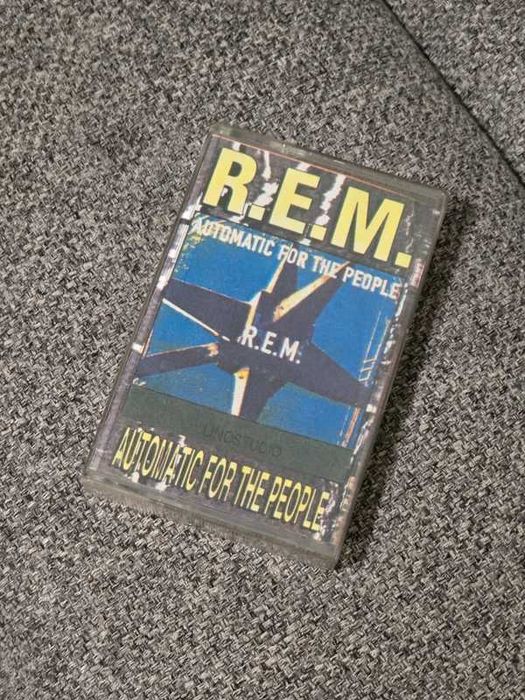 R.E.M.
AUTOMATIC FOR THE PEOPLE
R.E.M.
AUTOMATIC FOR THE PEOPLE